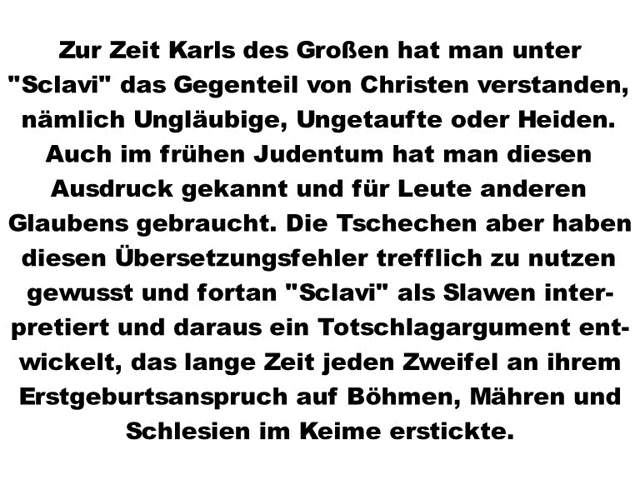 Zur Zeit Karls des Großen hat man unter
"Sclavi" das Gegenteil von Christen verstanden,
nämlich Ungläubige, Ungetaufte oder Heiden.
Auch im frühen Judentum hat man diesen
Ausdruck gekannt und für Leute anderen
Glaubens gebraucht. Die Tschechen aber haben
diesen Übersetzungsfehler trefflich zu nutzen
gewusst und fortan "Sclavi" als Slawen inter-
pretiert und daraus ein Totschlagargument ent-
wickelt, das lange Zeit jeden Zweifel an ihrem
Erstgeburtsanspruch auf Böhmen, Mähren und
Schlesien im Keime erstickte.